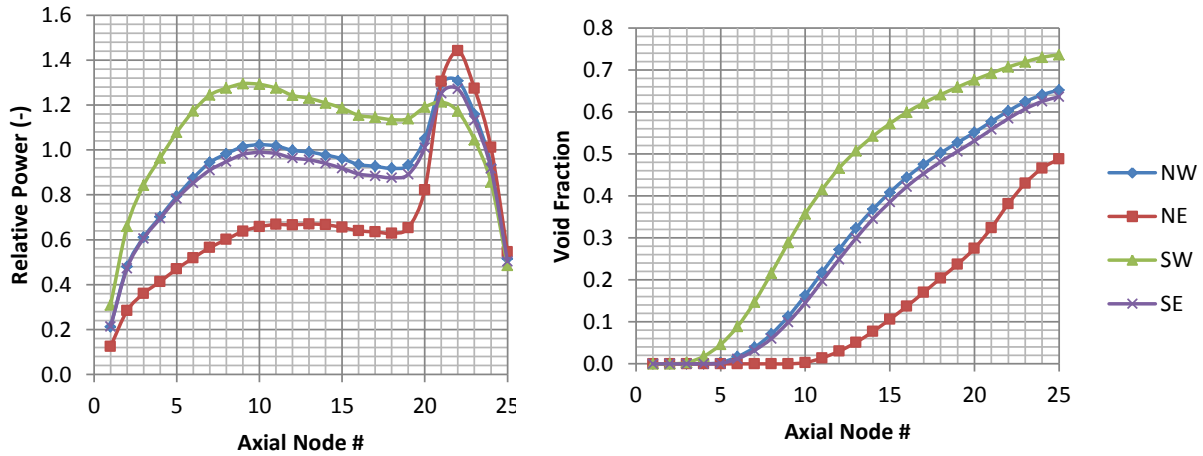 Relative Power (-)
1.6
1.4
1.2
1.0
0.8
0.6
0.4
0.2
0.0
0 5 10 15 20 25
Axial Node #
Void Fraction
0.8
0.7
0.6
0.5
0.4
0.3
0.2
0.1
0.0
0 5 10 15 20 25
Axial Node #
NW
NE
SW
SE